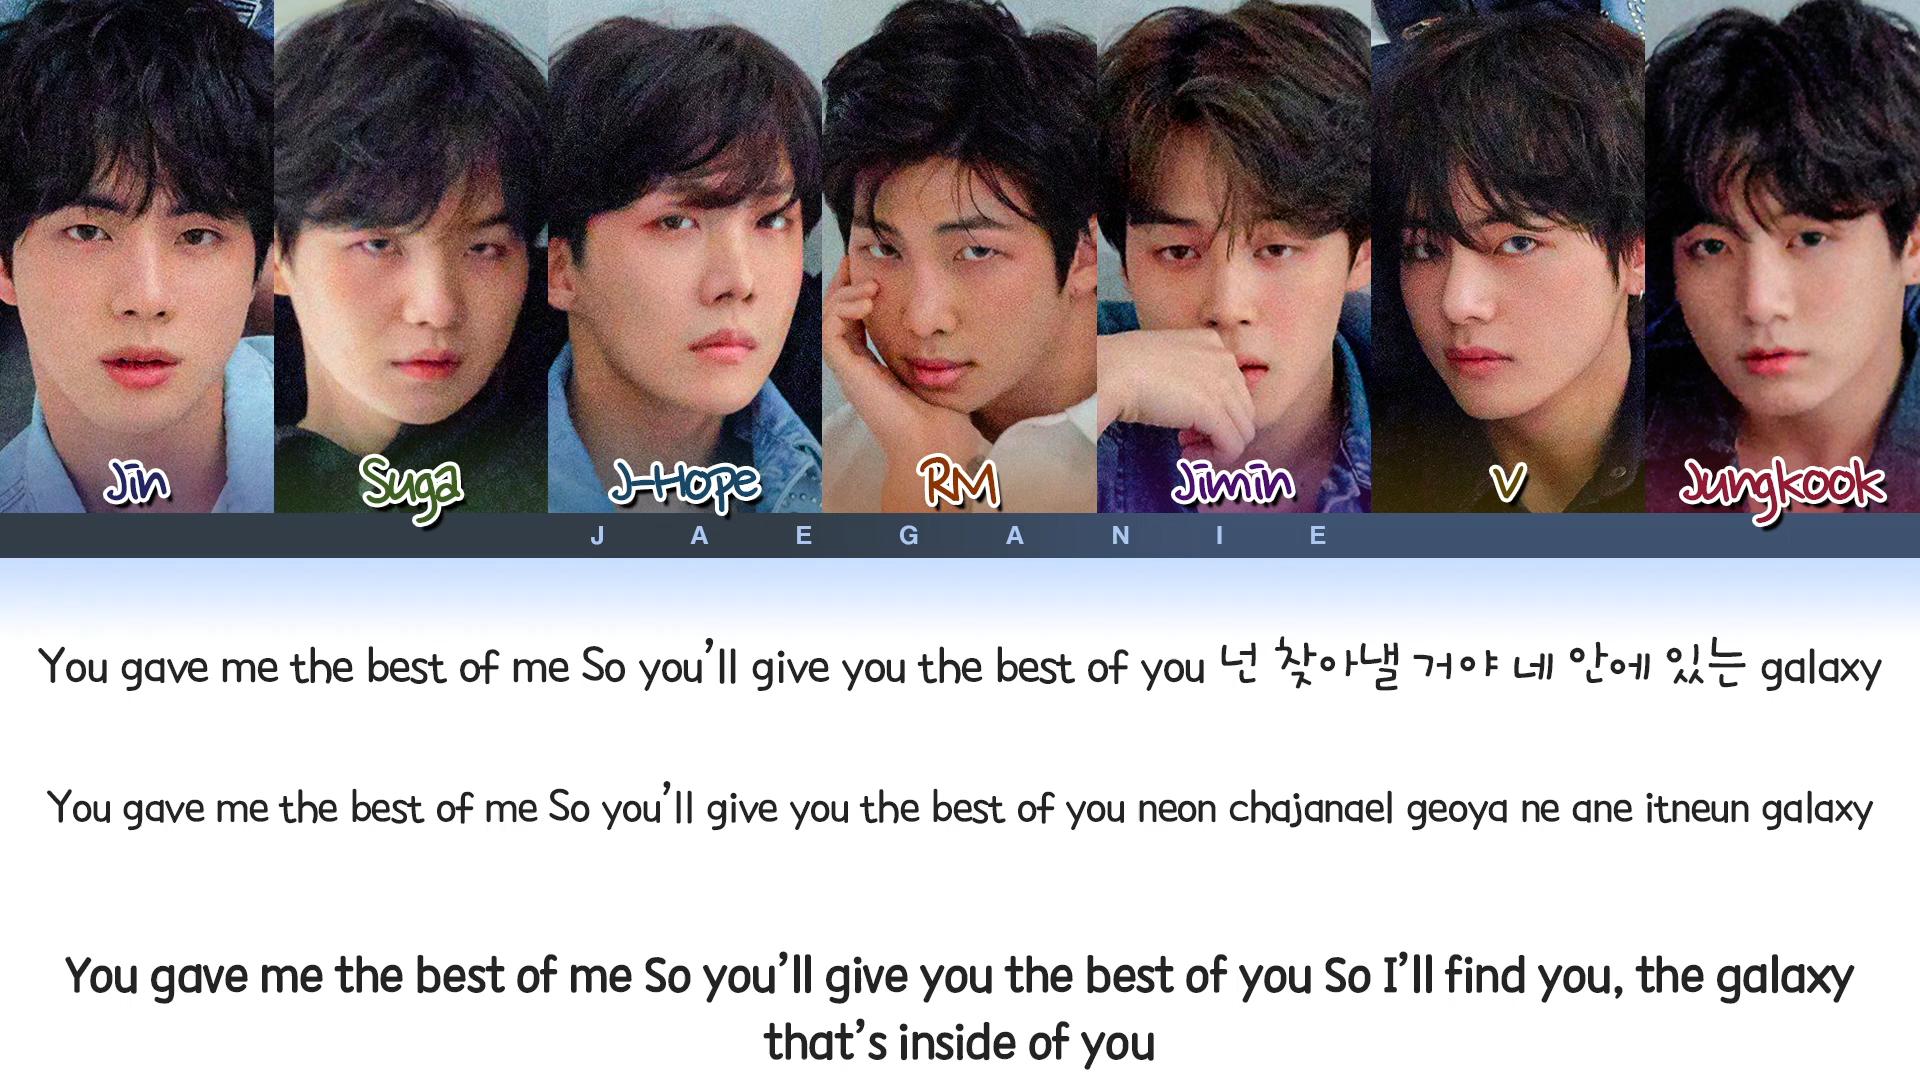 Jin
Suga
J-Hope
RM
Jimin
V
Jungkook
JAEGANIE
You gave me the best of me So you'll give you the best of you 넌 찾아낼 거야 네 안에 있는 galaxy
You gave me the best of me So you'll give you the best of you neon chajanael geoya ne ane itneun galaxy
You gave me the best of me So you'll give you the best of you So I'll find you, the galaxy
that's inside of you